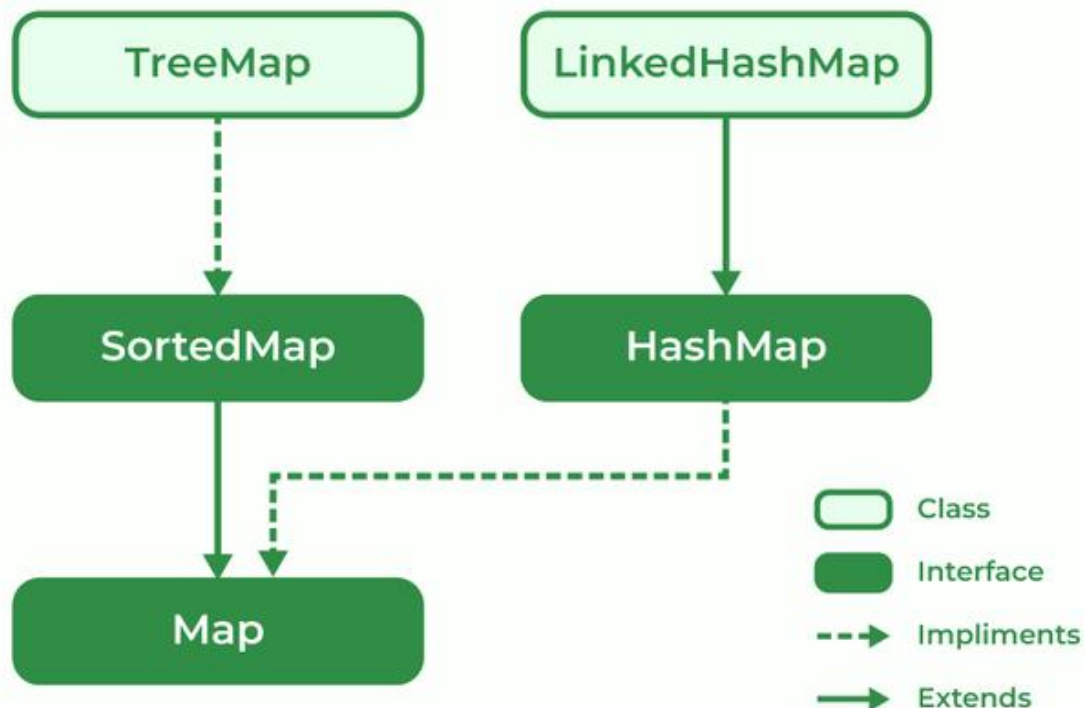 TreeMap
LinkedHashMap
SortedMap
HashMap
Map
Class
Interface
Impliments
Extends